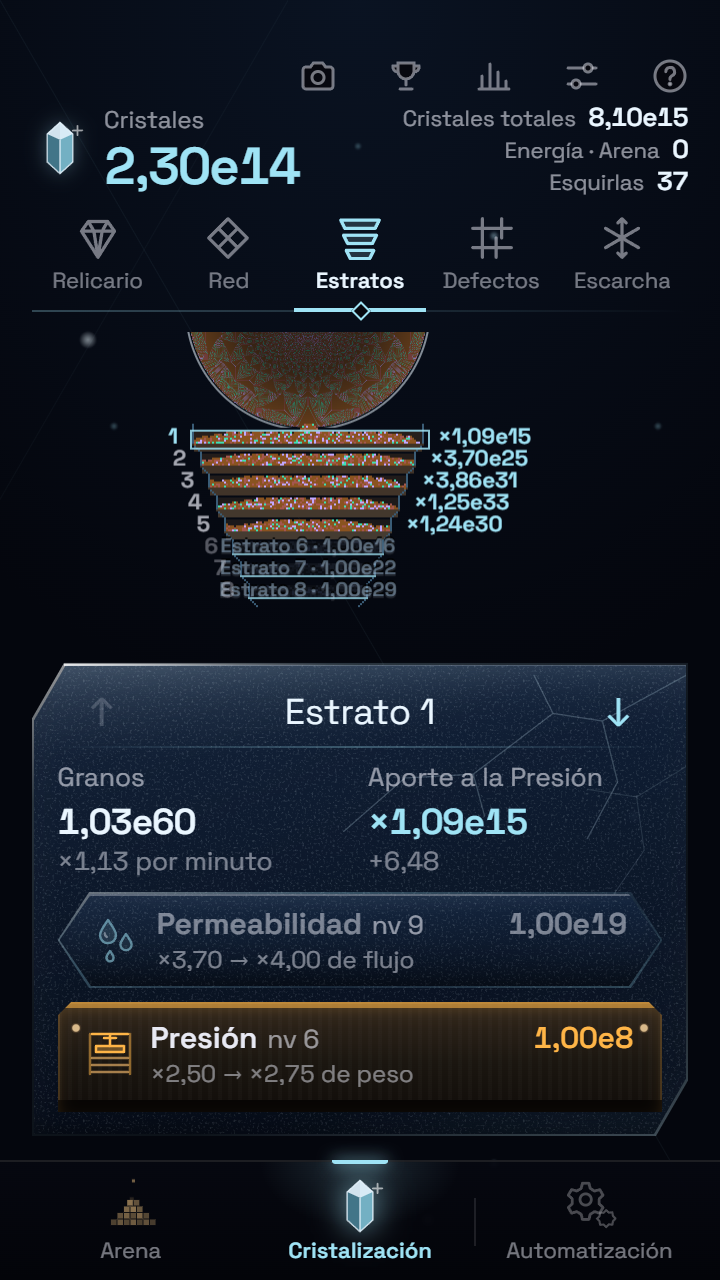 Cristales
2,30e14
Cristales totales 8,10e15
Energía · Arena 0
Esquirlas 37
Relicario
Red
Estratos
Defectos
Escarcha
1 ×1,09e15
2 ×3,70e25
3 ×3,86e31
4 ×1,25e33
5 ×1,24e30
6 Estrato 6 · 1,00e16
7 Estrato 7 · 1,00e22
8 Estrato 8 · 1,00e29
↑ Estrato 1 ↓
Granos
1,03e60
×1,13 por minuto
Aporte a la Presión
×1,09e15
+6,48
Permeabilidad nv 9 1,00e19
×3,70 → ×4,00 de flujo
Presión nv 6 1,00e8
×2,50 → ×2,75 de peso
Arena
Cristalización
Automatización